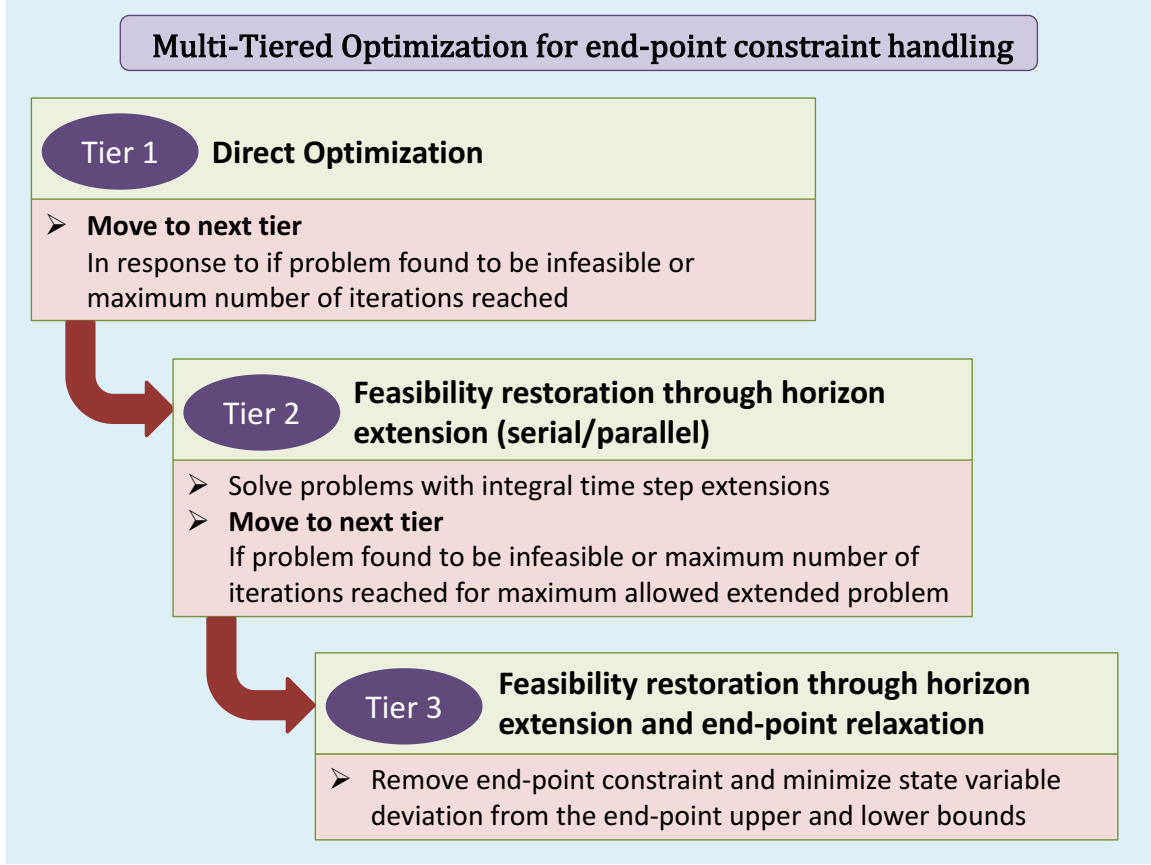 Multi-Tiered Optimization for end-point constraint handling
Tier 1
Direct Optimization
➢ Move to next tier
In response to if problem found to be infeasible or
maximum number of iterations reached
Tier 2
Feasibility restoration through horizon
extension (serial/parallel)
➢ Solve problems with integral time step extensions
➢ Move to next tier
If problem found to be infeasible or maximum number of
iterations reached for maximum allowed extended problem
Tier 3
Feasibility restoration through horizon
extension and end-point relaxation
➢ Remove end-point constraint and minimize state variable
deviation from the end-point upper and lower bounds